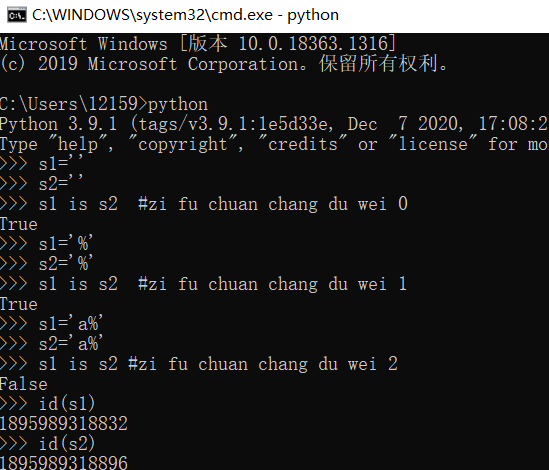 C:\WINDOWS\system32\cmd.exe - python
Microsoft Windows [版本 10.0.18363.1316]
(c) 2019 Microsoft Corporation。保留所有权利。
C:\Users\12159>python
Python 3.9.1 (tags/v3.9.1:1e5d33e, Dec  7 2020, 17:08:2
Type "help", "copyright", "credits" or "license" for mo
>>> s1=''
>>> s2=''
>>> s1 is s2  #zi fu chuan chang du wei 0
True
>>> s1='%'
>>> s2='%'
>>> s1 is s2  #zi fu chuan chang du wei 1
True
>>> s1='a%'
>>> s2='a%'
>>> s1 is s2 #zi fu chuan chang du wei 2
False
>>> id(s1)
1895989318832
>>> id(s2)
1895989318896